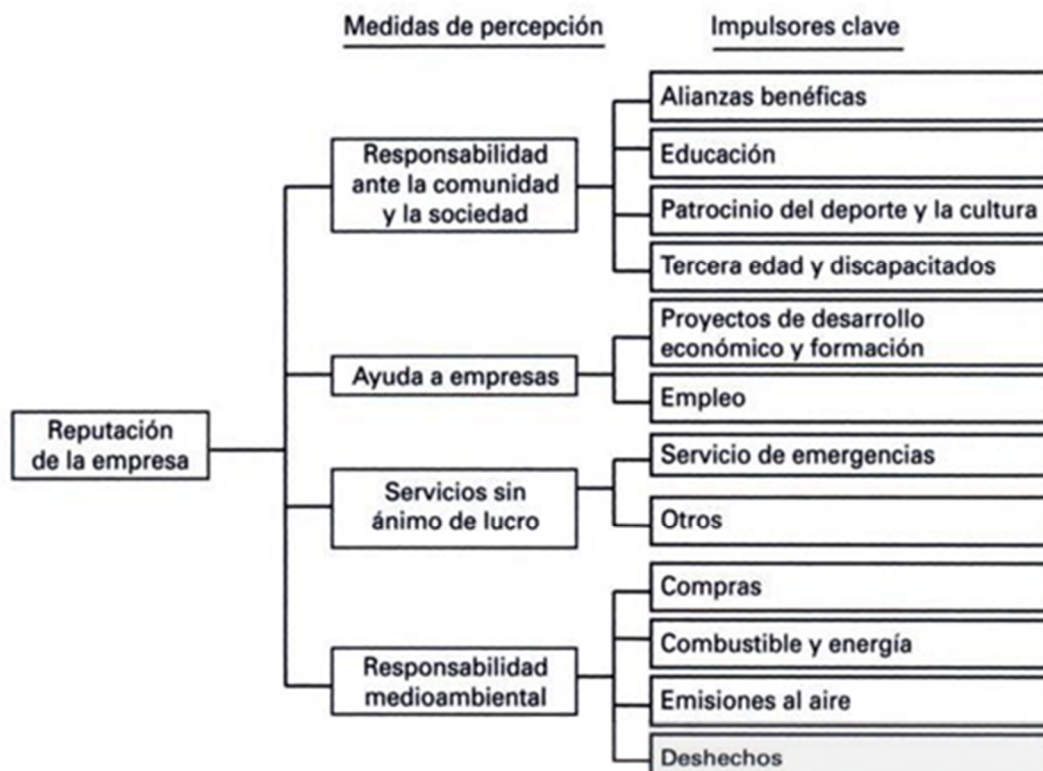 Medidas de percepción
Impulsores clave
Reputación
de la empresa
Responsabilidad
ante la comunidad
y la sociedad
Alianzas benéficas
Educación
Patrocinio del deporte y la cultura
Tercera edad y discapacitados
Ayuda a empresas
Proyectos de desarrollo
económico y formación
Empleo
Servicios sin
ánimo de lucro
Servicio de emergencias
Otros
Responsabilidad
medioambiental
Compras
Combustible y energía
Emisiones al aire
Deshechos